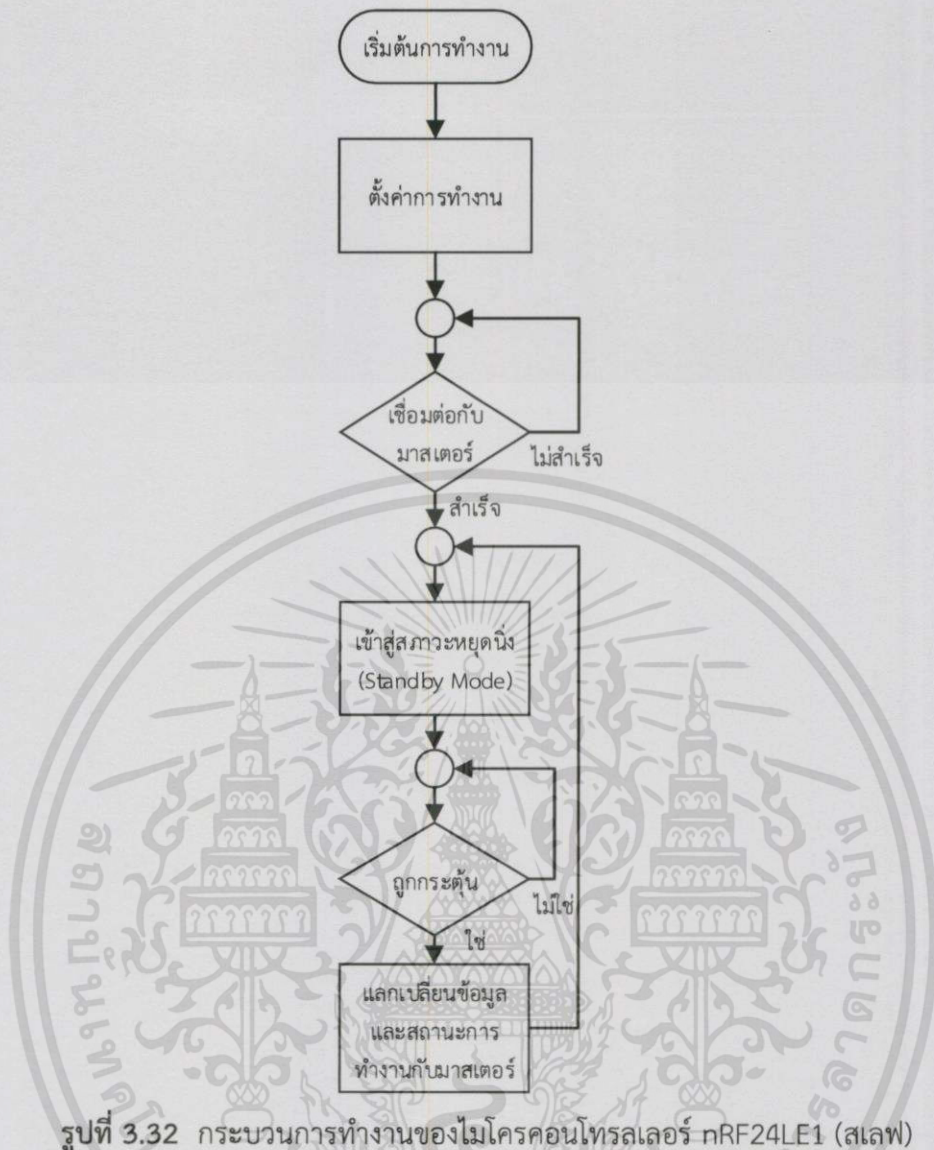 เริ่มต้นการทำงาน
ตั้งค่าการทำงาน
เชื่อมต่อกับ
มาสเตอร์
ไม่สำเร็จ
สำเร็จ
เข้าสู่สภาวะหยุดนิ่ง
(Standby Mode)
ถูกกระตุ้น
ไม่ใช่
ใช่
แลกเปลี่ยนข้อมูล
และสถานะการ
ทำงานกับมาสเตอร์
รูปที่ 3.32 กระบวนการทำงานของไมโครคอนโทรลเลอร์ nRF24LE1 (สเลฟ)